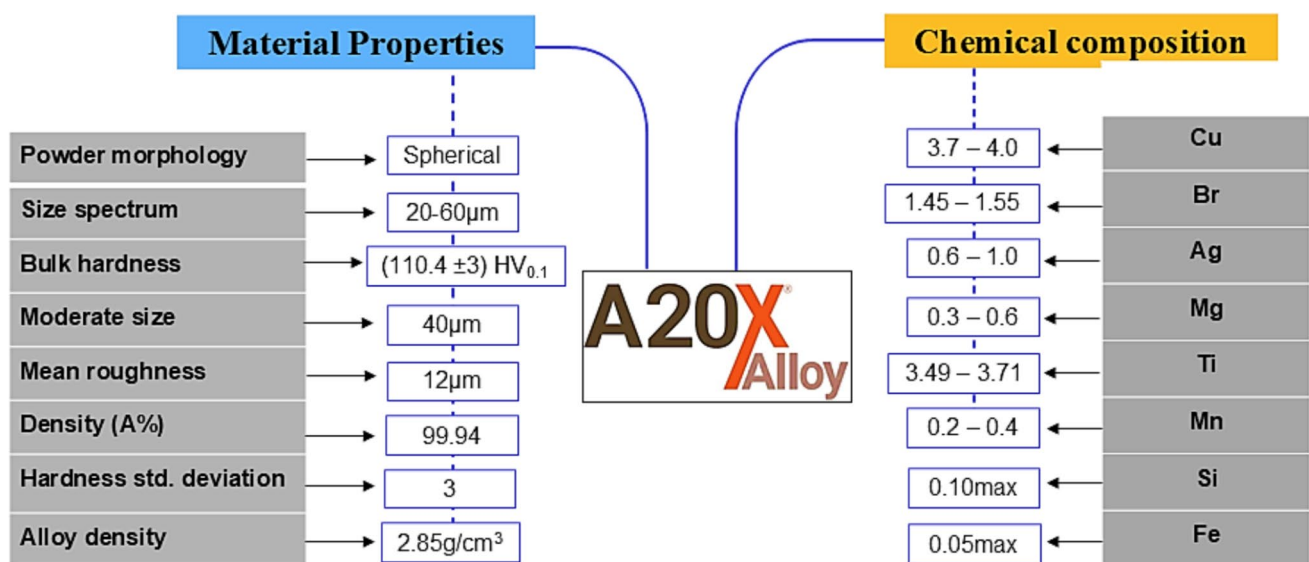 Material Properties
Chemical composition
Powder morphology
Spherical
Size spectrum
20-60μm
Bulk hardness
(110.4 ±3) HV0.1
Moderate size
40μm
Mean roughness
12μm
Density (A%)
99.94
Hardness std. deviation
3
Alloy density
2.85g/cm³
A20X®
Alloy
3.7 – 4.0
Cu
1.45 – 1.55
Br
0.6 – 1.0
Ag
0.3 – 0.6
Mg
3.49 – 3.71
Ti
0.2 – 0.4
Mn
0.10max
Si
0.05max
Fe